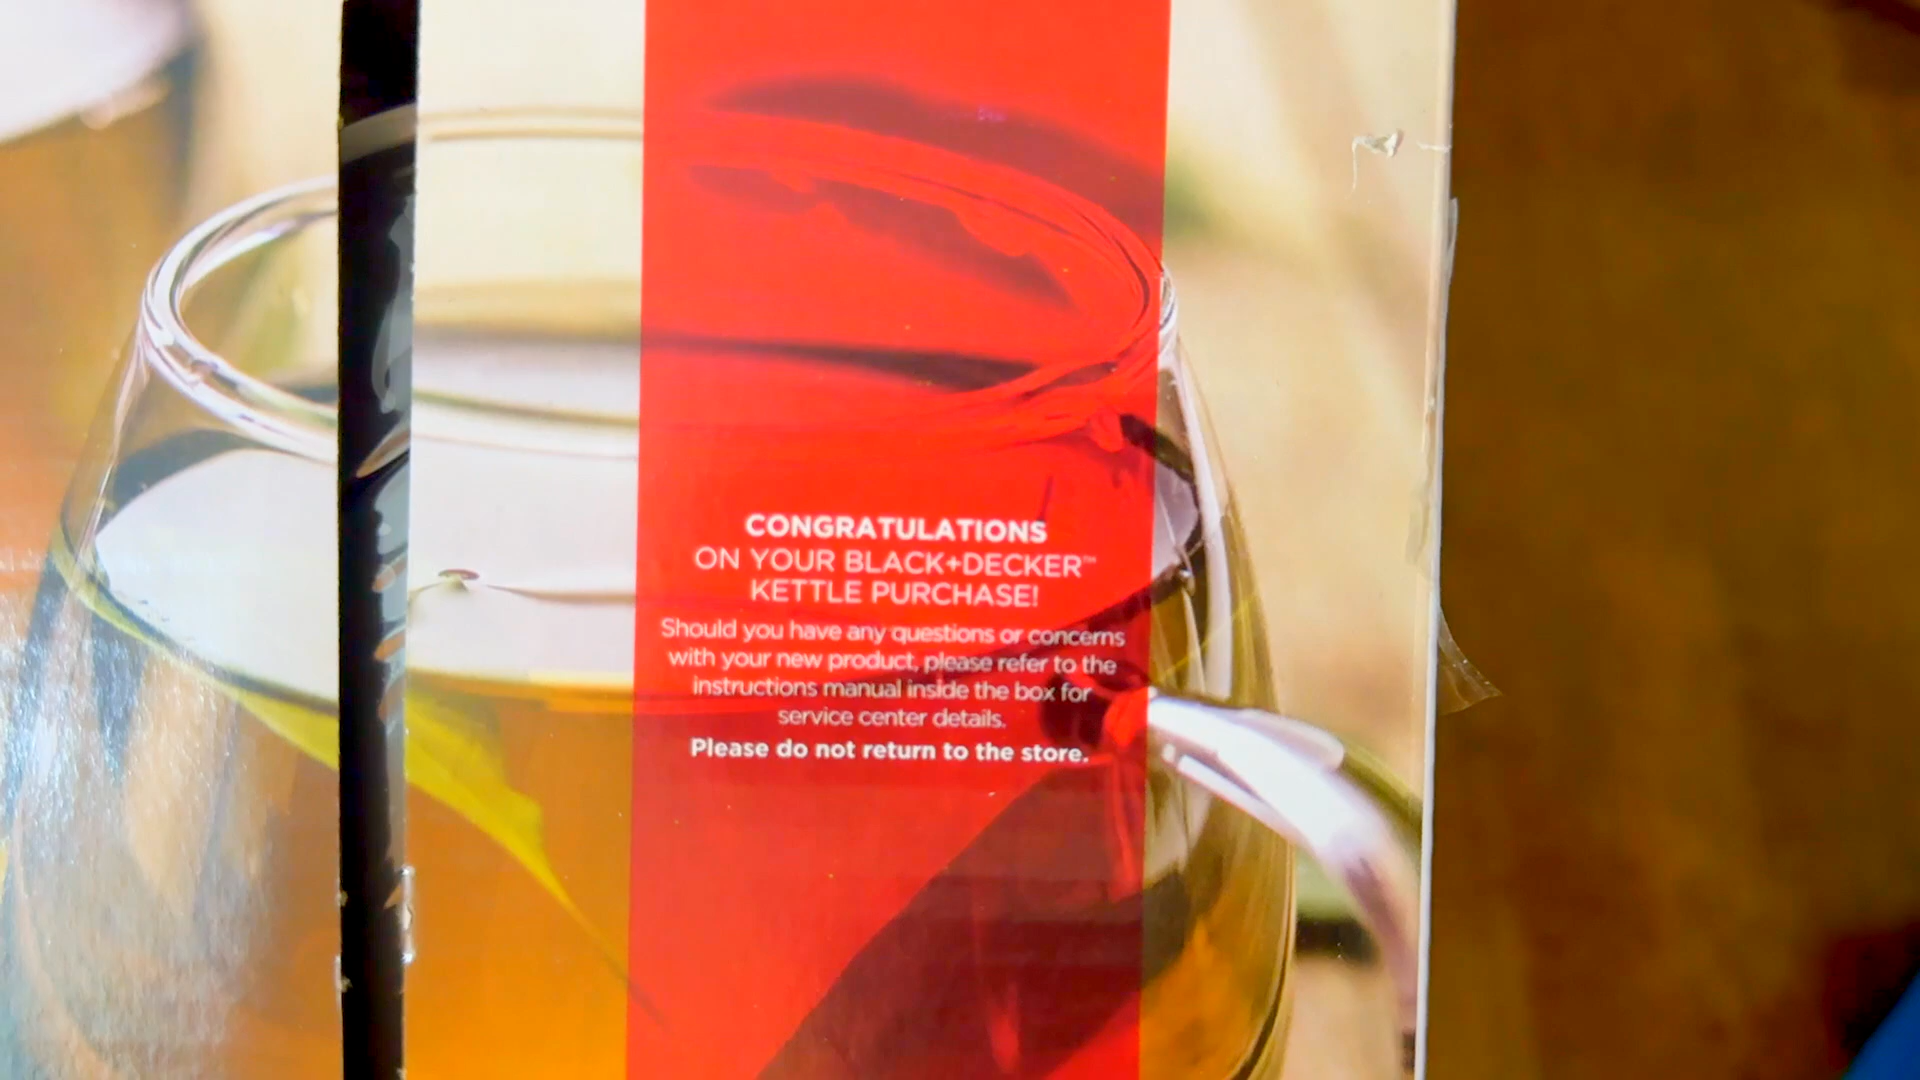 CONGRATULATIONS
ON YOUR BLACK+DECKER™
KETTLE PURCHASE!
Should you have any questions or concerns
with your new product, please refer to the
instructions manual inside the box for
service center details.
Please do not return to the store.